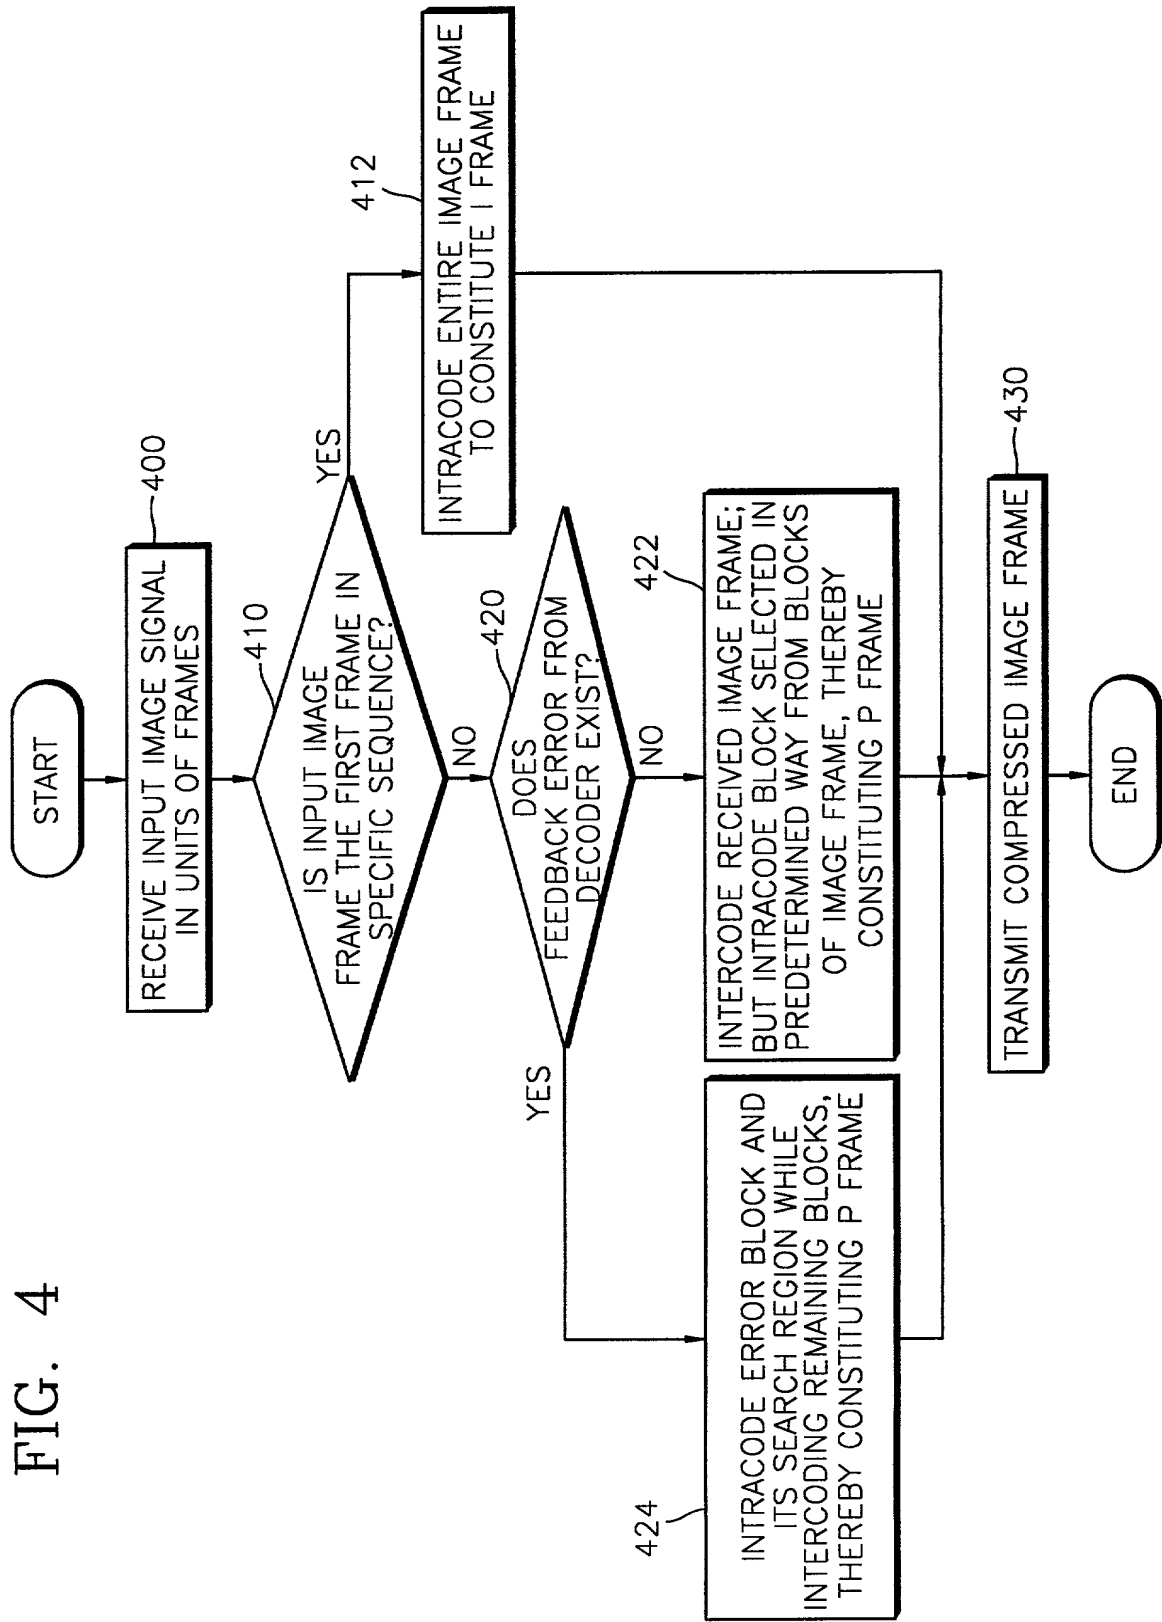 FIG. 4
START
RECEIVE INPUT IMAGE SIGNAL
IN UNITS OF FRAMES
400
410
IS INPUT IMAGE
FRAME THE FIRST FRAME IN
SPECIFIC SEQUENCE?
YES
NO
412
INTRACODE ENTIRE IMAGE FRAME
TO CONSTITUTE I FRAME
420
DOES
FEEDBACK ERROR FROM
DECODER EXIST?
YES
NO
424
INTRACODE ERROR BLOCK AND
ITS SEARCH REGION WHILE
INTERCODING REMAINING BLOCKS,
THEREBY CONSTITUTING P FRAME
422
INTERCODE RECEIVED IMAGE FRAME;
BUT INTRACODE BLOCK SELECTED IN
PREDETERMINED WAY FROM BLOCKS
OF IMAGE FRAME, THEREBY
CONSTITUTING P FRAME
TRANSMIT COMPRESSED IMAGE FRAME
430
END